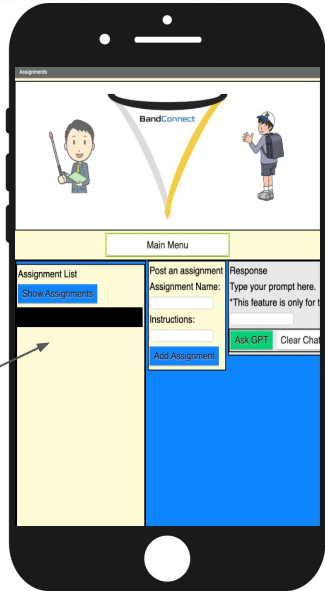 Assignments
BandConnect
Main Menu
Assignment List
Show Assignments
Post an assignment
Assignment Name:
Instructions:
Add Assignment
Response
Type your prompt here.
*This feature is only for t
Ask GPT
Clear Chat